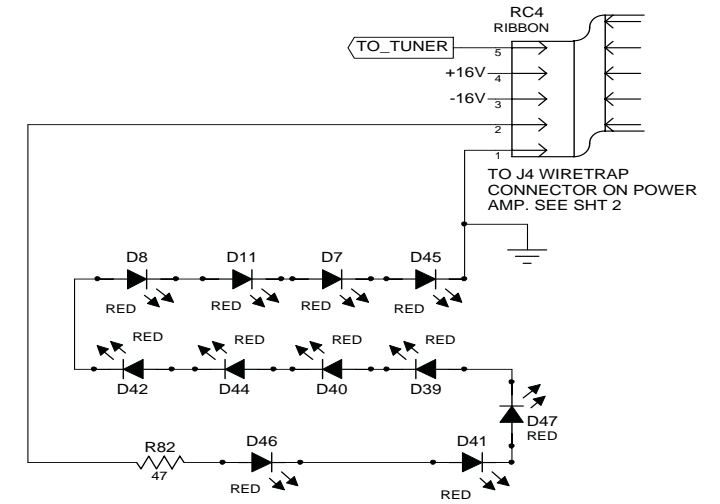 RC4
RIBBON
TO_TUNER
5
+16V
4
-16V
3
2
1
TO J4 WIRETRAP
CONNECTOR ON POWER
AMP. SEE SHT 2
D8
D11
D7
D45
RED
RED
RED
RED
RED
RED
RED
RED
D42
D44
D40
D39
D47
RED
R82
47
D46
D41
RED
RED